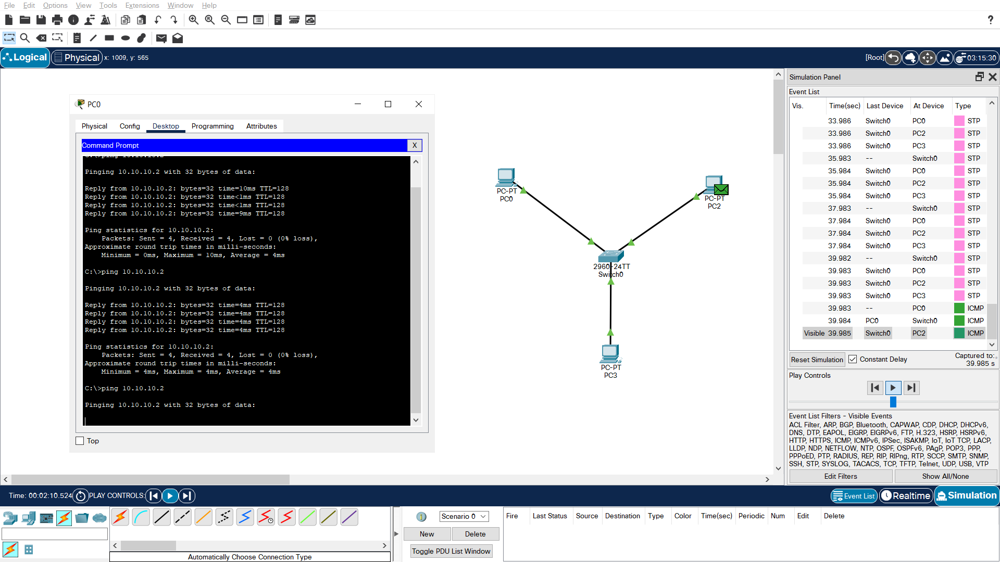 File Edit Options View Tools Extensions Window Help
?
Logical Physical x: 1009, y: 565 [Root] 03:15:30
PC0
Physical Config Desktop Programming Attributes
Command Prompt X
C:\>ping 10.10.10.2
Pinging 10.10.10.2 with 32 bytes of data:
Reply from 10.10.10.2: bytes=32 time=10ms TTL=128
Reply from 10.10.10.2: bytes=32 time<1ms TTL=128
Reply from 10.10.10.2: bytes=32 time<1ms TTL=128
Reply from 10.10.10.2: bytes=32 time=9ms TTL=128
Ping statistics for 10.10.10.2:
Packets: Sent = 4, Received = 4, Lost = 0 (0% loss),
Approximate round trip times in milli-seconds:
Minimum = 0ms, Maximum = 10ms, Average = 4ms
C:\>ping 10.10.10.2
Pinging 10.10.10.2 with 32 bytes of data:
Reply from 10.10.10.2: bytes=32 time=4ms TTL=128
Reply from 10.10.10.2: bytes=32 time=4ms TTL=128
Reply from 10.10.10.2: bytes=32 time=4ms TTL=128
Reply from 10.10.10.2: bytes=32 time=4ms TTL=128
Ping statistics for 10.10.10.2:
Packets: Sent = 4, Received = 4, Lost = 0 (0% loss),
Approximate round trip times in milli-seconds:
Minimum = 4ms, Maximum = 4ms, Average = 4ms
C:\>ping 10.10.10.2
Pinging 10.10.10.2 with 32 bytes of data:
Top
PC-PT
PC0
PC-PT
PC2
2960-24TT
Switch0
PC-PT
PC3
Simulation Panel
Event List
Vis. Time(sec) Last Device At Device Type
33.986 Switch0 PC0 STP
33.986 Switch0 PC2 STP
33.986 Switch0 PC3 STP
35.983 -- Switch0 STP
35.984 Switch0 PC0 STP
35.984 Switch0 PC2 STP
35.984 Switch0 PC3 STP
37.983 -- Switch0 STP
37.984 Switch0 PC0 STP
37.984 Switch0 PC2 STP
37.984 Switch0 PC3 STP
39.982 -- Switch0 STP
39.983 Switch0 PC0 STP
39.983 Switch0 PC2 STP
39.983 Switch0 PC3 STP
39.983 -- PC0 ICMP
39.984 PC0 Switch0 ICMP
Visible 39.985 Switch0 PC2 ICMP
Reset Simulation Constant Delay Captured to:
39.985 s
Play Controls
Event List Filters - Visible Events
ACL Filter, ARP, BGP, Bluetooth, CAPWAP, CDP, DHCP, DHCPv6,
DNS, DTP, EAPOL, EIGRP, EIGRPv6, FTP, H.323, HSRP, HSRPv6,
HTTP, HTTPS, ICMP, ICMPv6, IPSec, ISAKMP, IoT, IoT TCP, LACP,
LLDP, NDP, NETFLOW, NTP, OSPF, OSPFv6, PAgP, POP3, PPP,
PPPoED, PTP, RADIUS, REP, RIP, RIPng, RTP, SCCP, SMTP, SNMP,
SSH, STP, SYSLOG, TACACS, TCP, TFTP, Telnet, UDP, USB, VTP
Edit Filters Show All/None
Time: 00:02:10.524 PLAY CONTROLS: Event List Realtime Simulation
Scenario 0
New Delete
Toggle PDU List Window
Fire Last Status Source Destination Type Color Time(sec) Periodic Num Edit Delete
Automatically Choose Connection Type